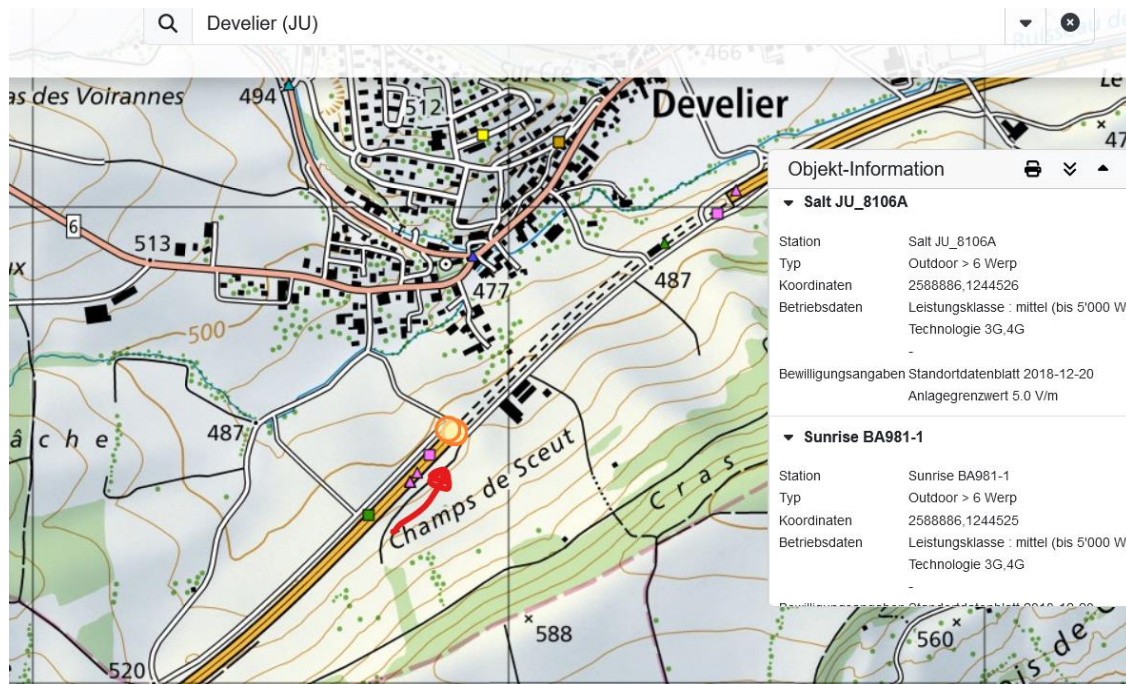 Develier (JU)
466
Sur Cré
as des Voirannes
494
512
Develier
Le
47
6
513
477
487
500
487
âche
Champs de Sceut
Cras
588
520
560
is de
Objekt-Information
Salt JU_8106A
Station Salt JU_8106A
Typ Outdoor > 6 Werp
Koordinaten 2588886,1244526
Betriebsdaten Leistungsklasse : mittel (bis 5'000 W
Technologie 3G,4G
-
Bewilligungsangaben Standortdatenblatt 2018-12-20
Anlagegrenzwert 5.0 V/m
Sunrise BA981-1
Station Sunrise BA981-1
Typ Outdoor > 6 Werp
Koordinaten 2588886,1244525
Betriebsdaten Leistungsklasse : mittel (bis 5'000 W
Technologie 3G,4G
-